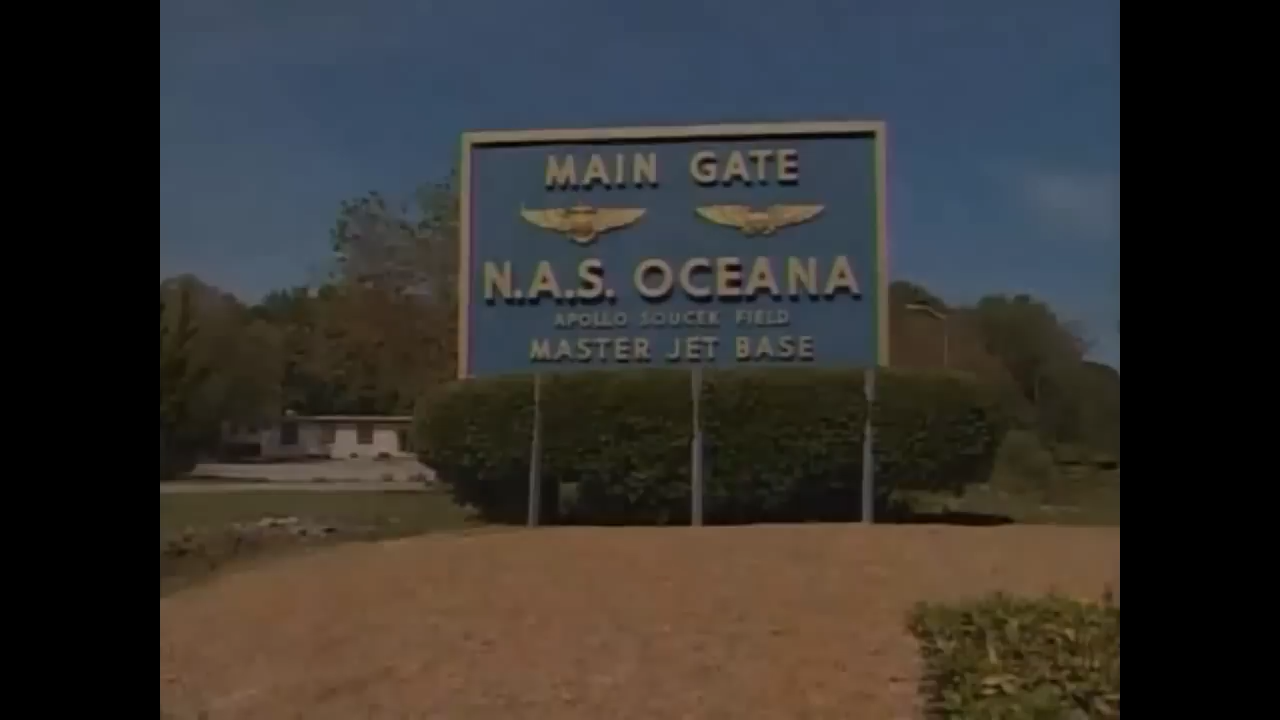 MAIN GATE
N.A.S. OCEANA
APOLLO SOUCEK FIELD
MASTER JET BASE